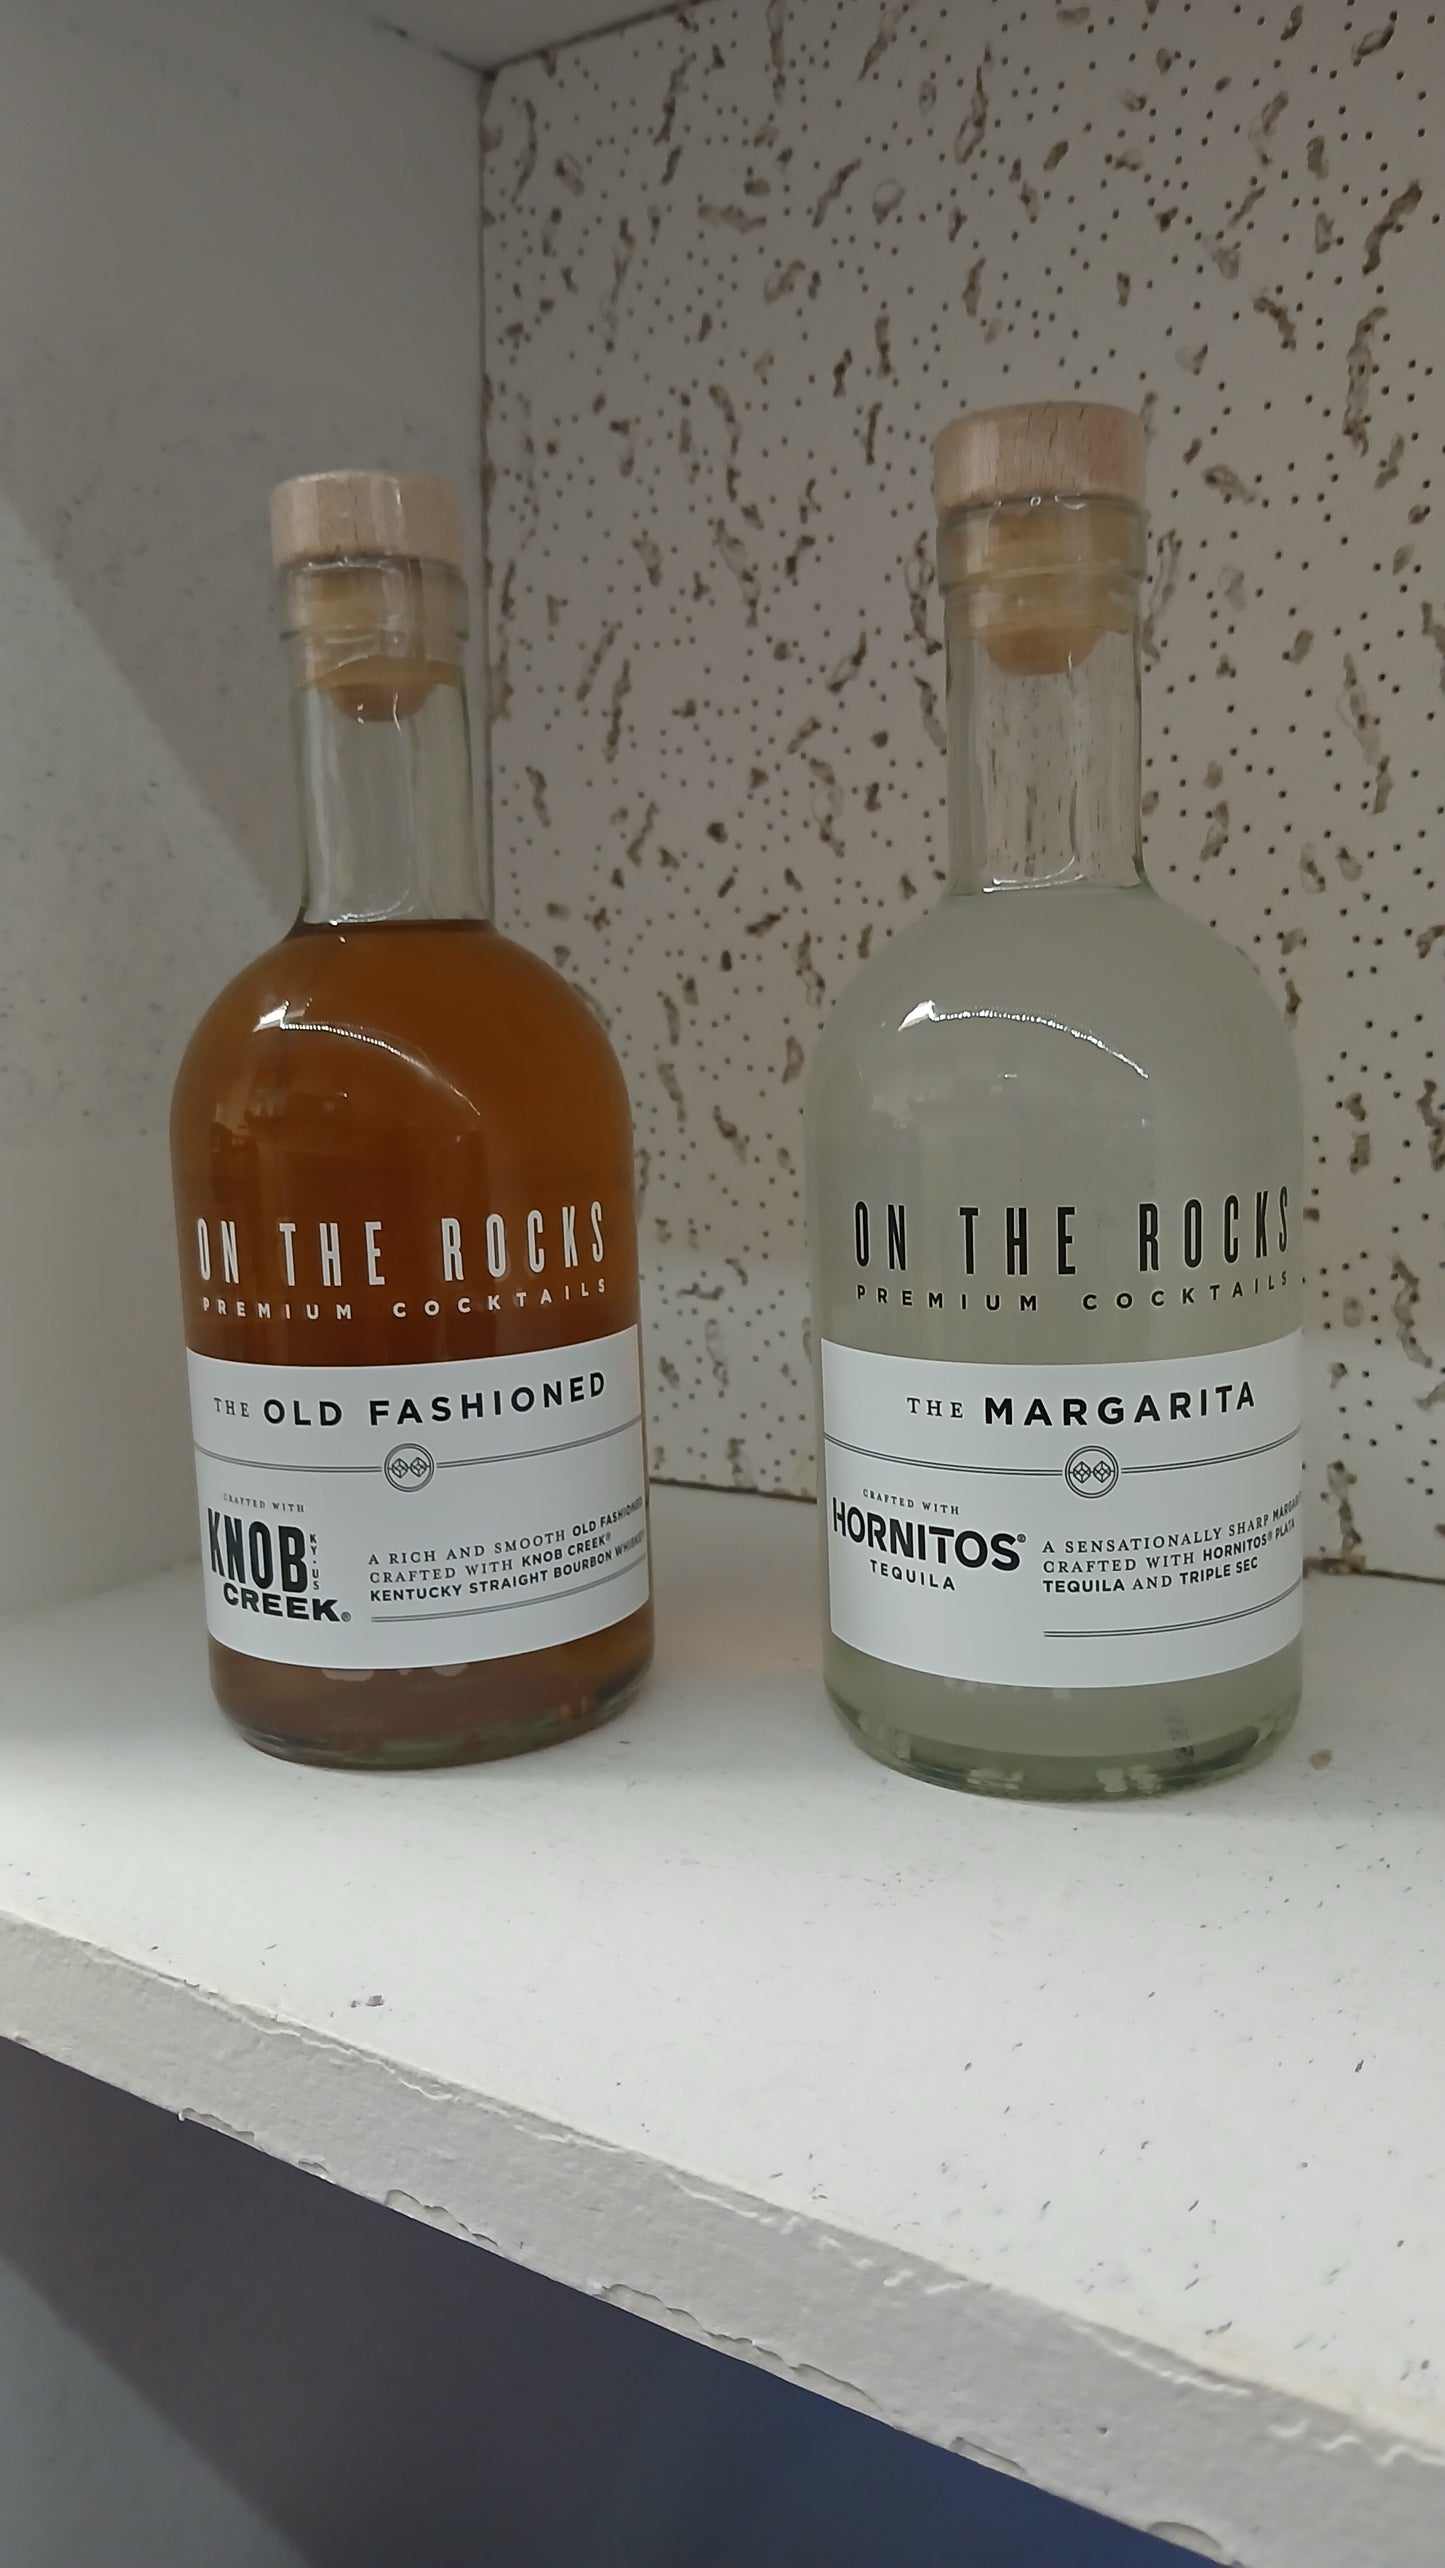 ON THE ROCKS
PREMIUM COCKTAILS
THE OLD FASHIONED
CRAFTED WITH
KNOB
KY·US
CREEK®
A RICH AND SMOOTH OLD FASHIONED
CRAFTED WITH KNOB CREEK®
KENTUCKY STRAIGHT BOURBON WHISKEY
ON THE ROCKS
PREMIUM COCKTAILS
THE MARGARITA
CRAFTED WITH
HORNITOS®
TEQUILA
A SENSATIONALLY SHARP
CRAFTED WITH HORNITOS® PLATA
TEQUILA AND TRIPLE SEC